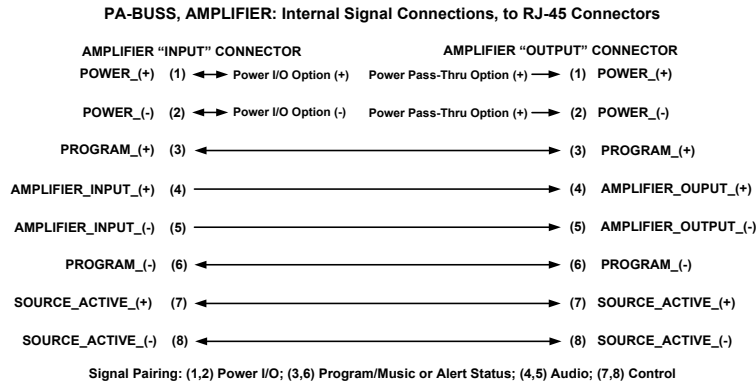 PA-BUSS, AMPLIFIER: Internal Signal Connections, to RJ-45 Connectors
AMPLIFIER “INPUT” CONNECTOR AMPLIFIER “OUTPUT” CONNECTOR
POWER_(+) (1) Power I/O Option (+) Power Pass-Thru Option (+) (1) POWER_(+)
POWER_(-) (2) Power I/O Option (-) Power Pass-Thru Option (+) (2) POWER_(-)
PROGRAM_(+) (3) (3) PROGRAM_(+)
AMPLIFIER_INPUT_(+) (4) (4) AMPLIFIER_OUPUT_(+)
AMPLIFIER_INPUT_(-) (5) (5) AMPLIFIER_OUTPUT_(-)
PROGRAM_(-) (6) (6) PROGRAM_(-)
SOURCE_ACTIVE_(+) (7) (7) SOURCE_ACTIVE_(+)
SOURCE_ACTIVE_(-) (8) (8) SOURCE_ACTIVE_(-)
Signal Pairing: (1,2) Power I/O; (3,6) Program/Music or Alert Status; (4,5) Audio; (7,8) Control